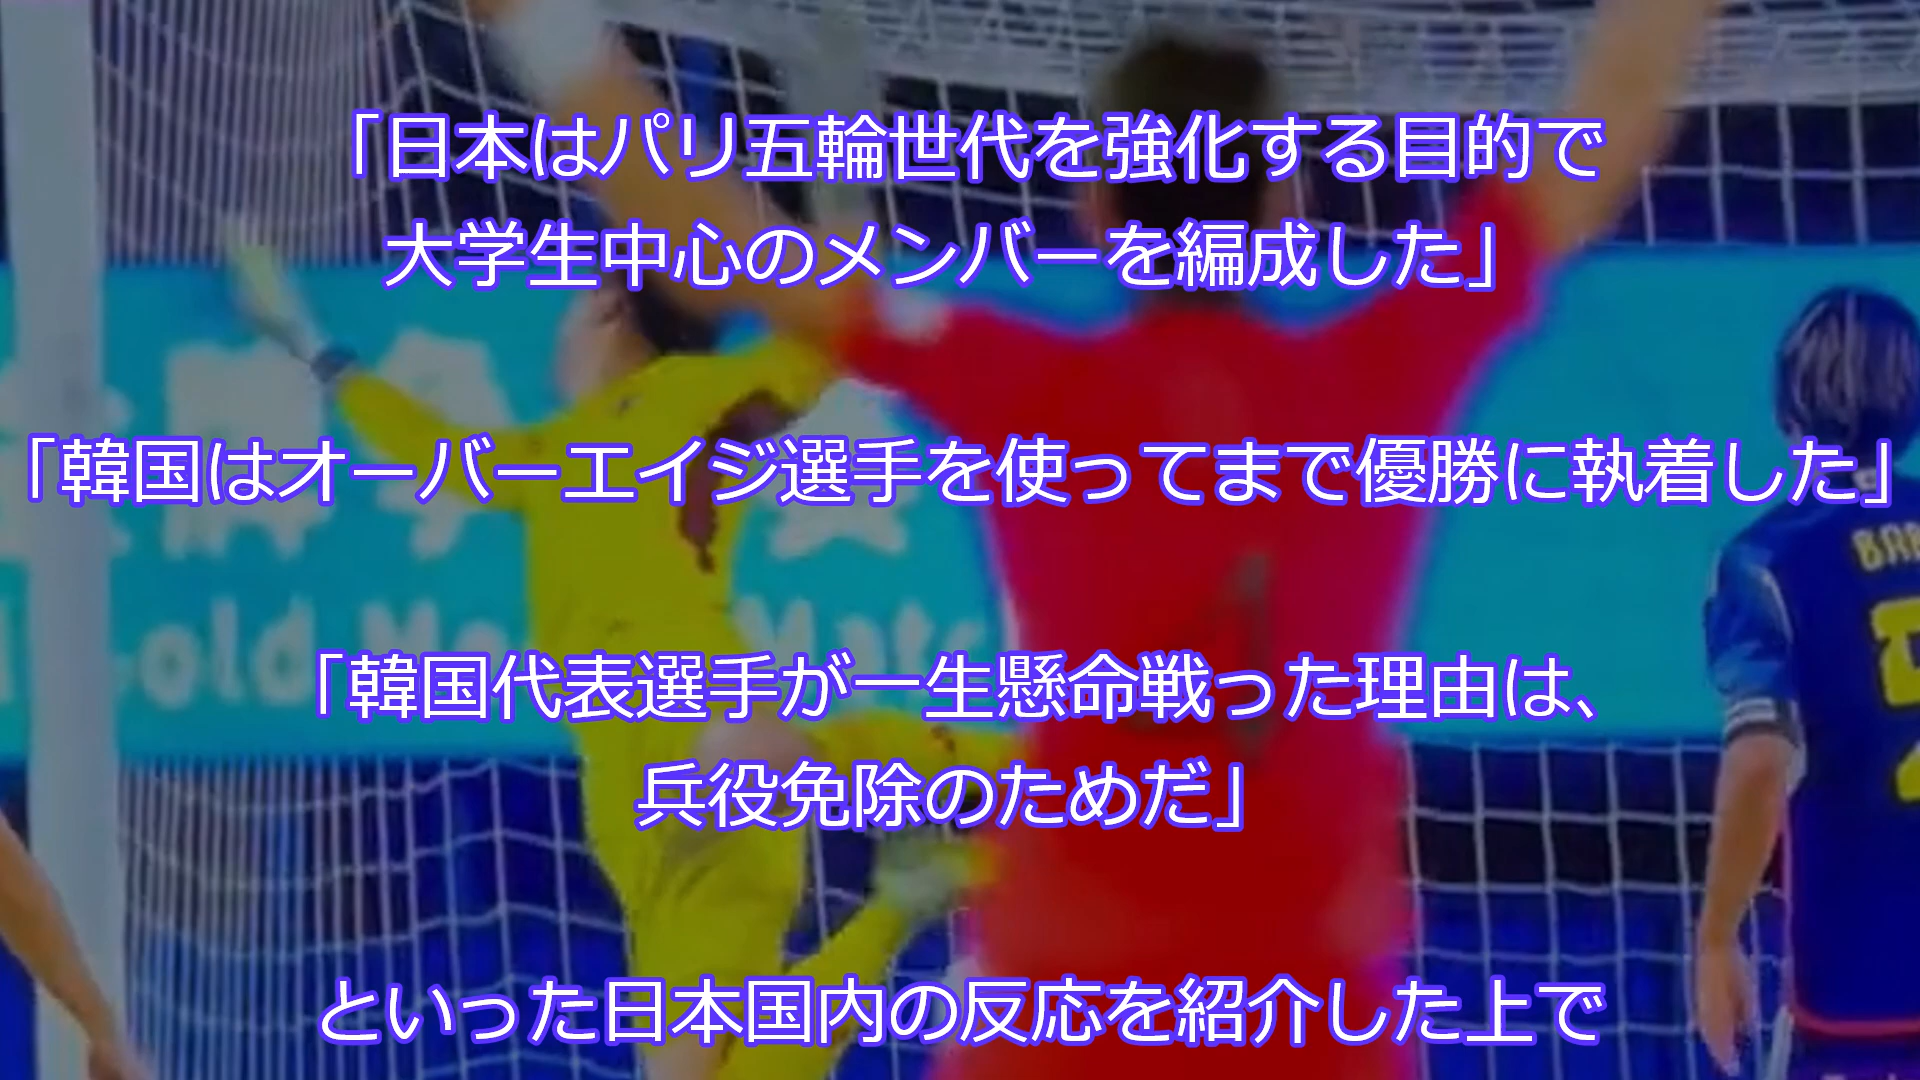 「日本はパリ五輪世代を強化する目的で
大学生中心のメンバーを編成した」
「韓国はオーバーエイジ選手を使ってまで優勝に執着した」
「韓国代表選手が一生懸命戦った理由は、
兵役免除のためだ」
といった日本国内の反応を紹介した上で